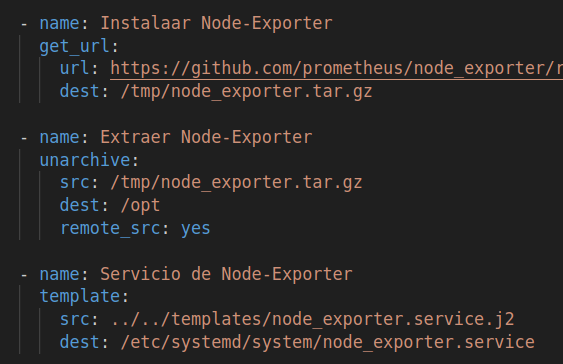 - name: Instalaar Node-Exporter
  get_url:
    url: https://github.com/prometheus/node_exporter/r
    dest: /tmp/node_exporter.tar.gz
- name: Extraer Node-Exporter
  unarchive:
    src: /tmp/node_exporter.tar.gz
    dest: /opt
    remote_src: yes
- name: Servicio de Node-Exporter
  template:
    src: ../../templates/node_exporter.service.j2
    dest: /etc/systemd/system/node_exporter.service